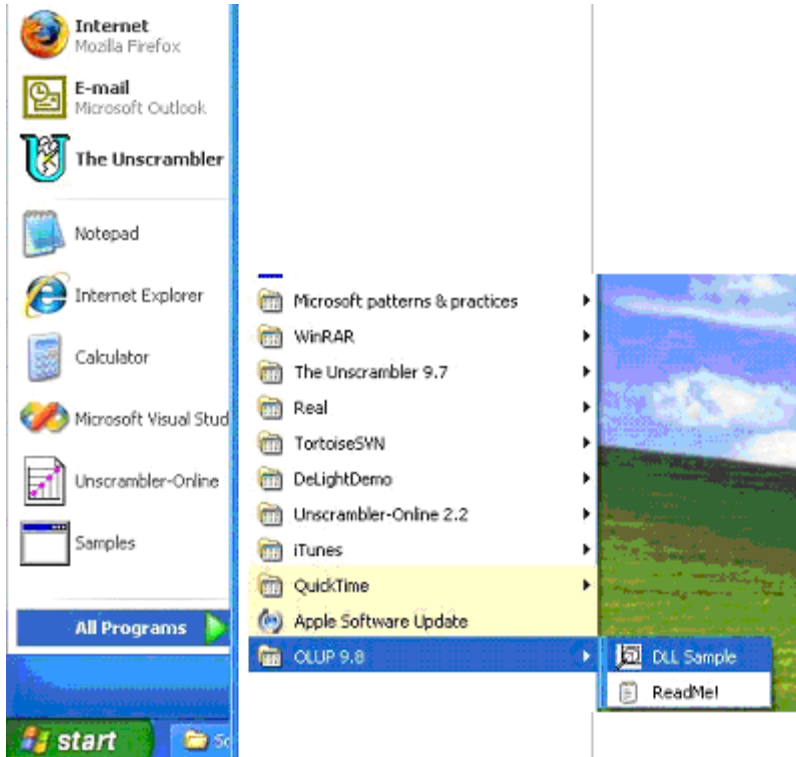 Internet
Mozilla Firefox
E-mail
Microsoft Outlook
The Unscrambler
Notepad
Internet Explorer
Calculator
Microsoft Visual Stud
Unscrambler-Online
Samples
All Programs
start
Microsoft patterns & practices
WinRAR
The Unscrambler 9.7
Real
TortoiseSVN
DeLightDemo
Unscrambler-Online 2.2
iTunes
QuickTime
Apple Software Update
OLUP 9.8
DLL Sample
ReadMe!